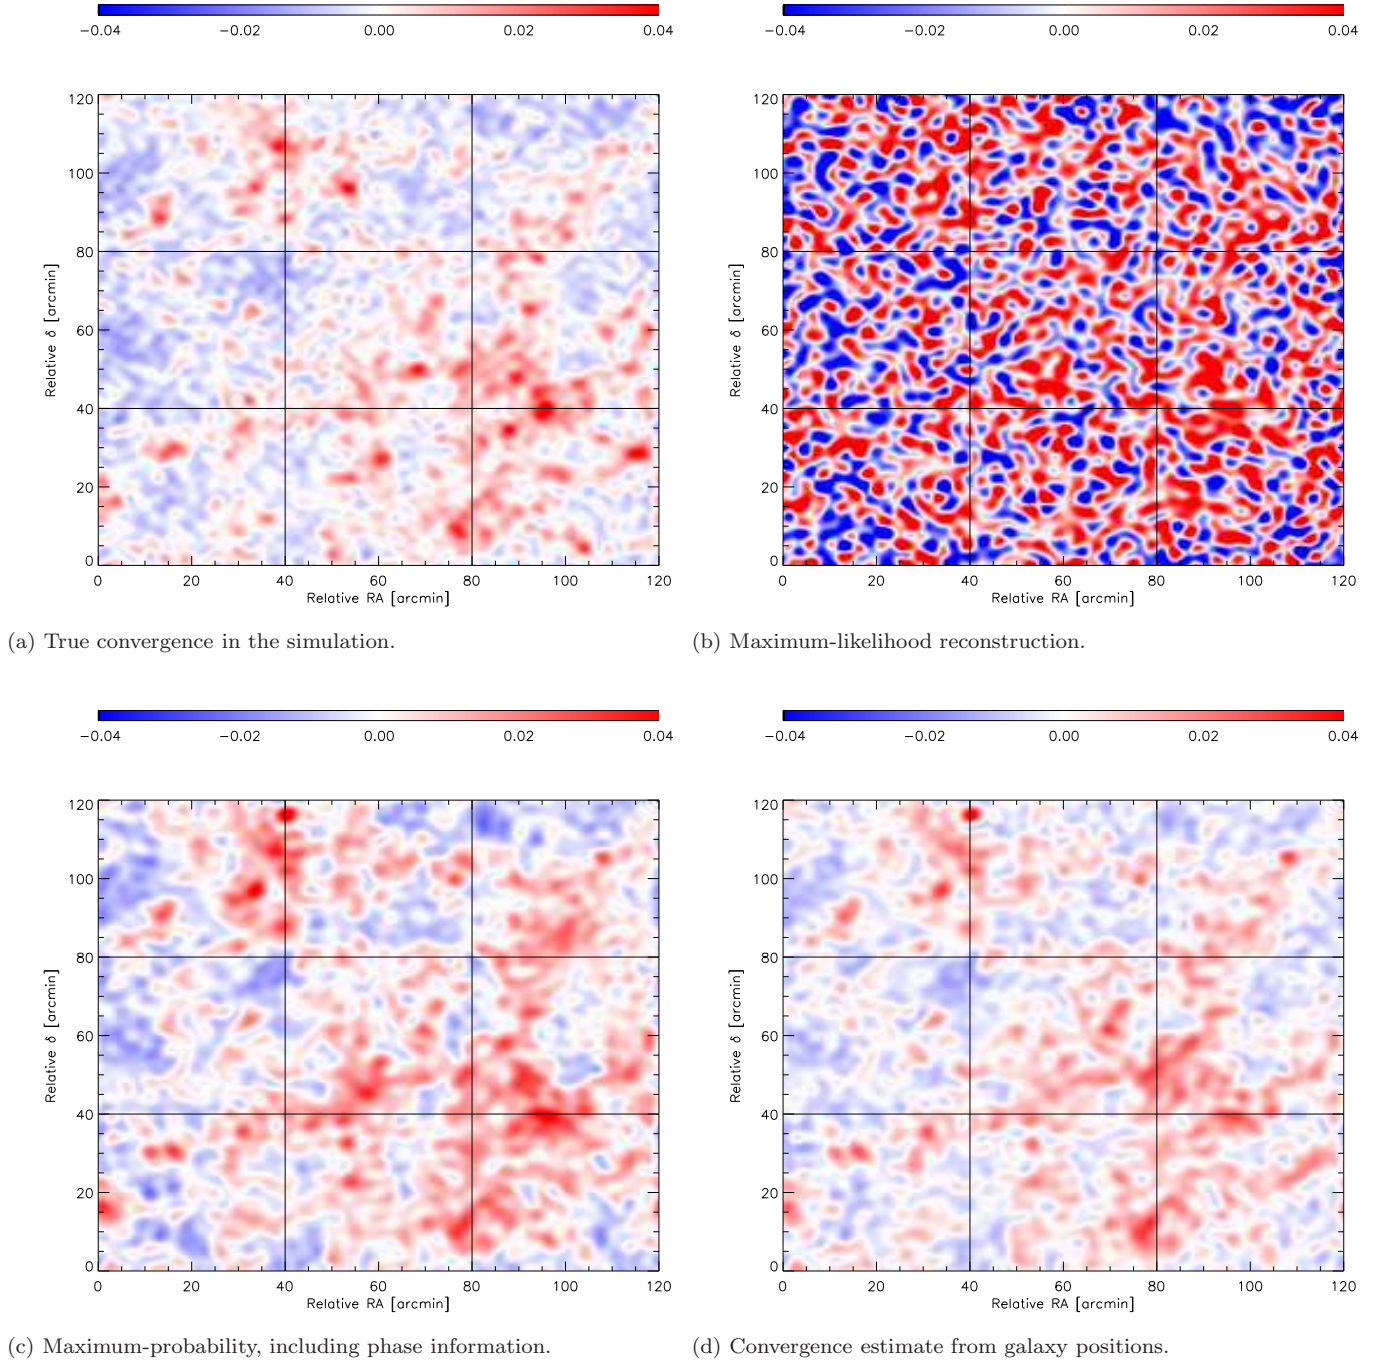 −0.04 −0.02 0.00 0.02 0.04
−0.04 −0.02 0.00 0.02 0.04
120
100
80
60
40
20
0
Relative δ [arcmin]
0 20 40 60 80 100 120
Relative RA [arcmin]
120
100
80
60
40
20
0
Relative δ [arcmin]
0 20 40 60 80 100 120
Relative RA [arcmin]
(a) True convergence in the simulation.
(b) Maximum-likelihood reconstruction.
−0.04 −0.02 0.00 0.02 0.04
−0.04 −0.02 0.00 0.02 0.04
120
100
80
60
40
20
0
Relative δ [arcmin]
0 20 40 60 80 100 120
Relative RA [arcmin]
120
100
80
60
40
20
0
Relative δ [arcmin]
0 20 40 60 80 100 120
Relative RA [arcmin]
(c) Maximum-probability, including phase information.
(d) Convergence estimate from galaxy positions.